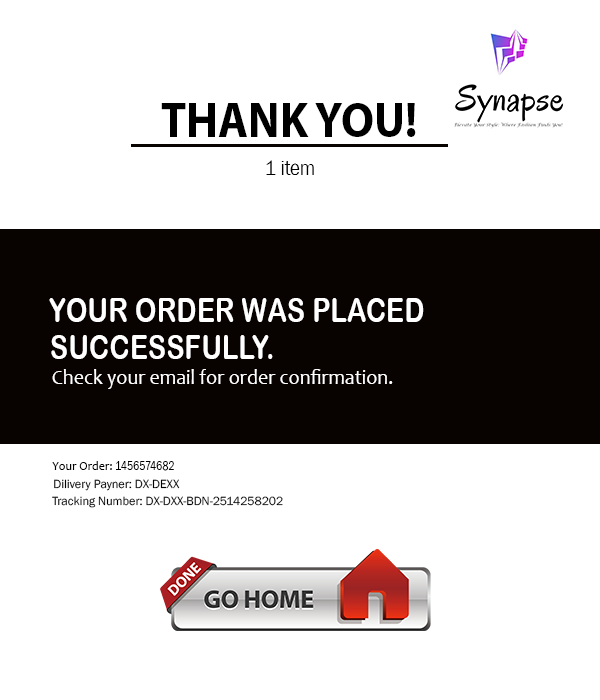 Synapse
Elevate Your Style: Where Fashion Finds You!
THANK YOU!
1 item
YOUR ORDER WAS PLACED
SUCCESSFULLY.
Check your email for order confirmation.
Your Order: 1456574682
Dilivery Payner: DX-DEXX
Tracking Number: DX-DXX-BDN-2514258202
DONE
GO HOME